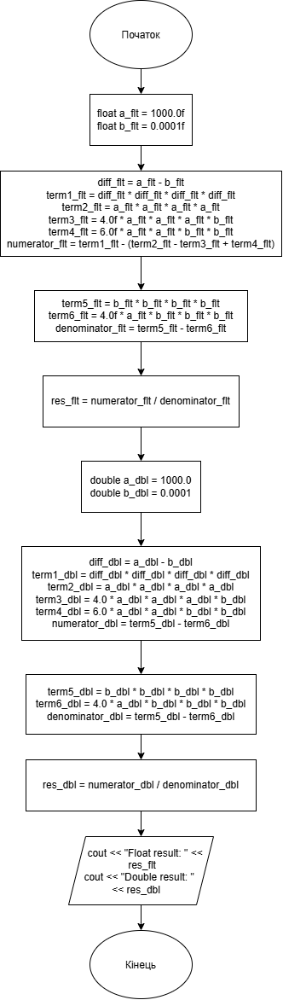 Початок
float a_flt = 1000.0f
float b_flt = 0.0001f
diff_flt = a_flt - b_flt
term1_flt = diff_flt * diff_flt * diff_flt * diff_flt
term2_flt = a_flt * a_flt * a_flt * a_flt
term3_flt = 4.0f * a_flt * a_flt * a_flt * b_flt
term4_flt = 6.0f * a_flt * a_flt * b_flt * b_flt
numerator_flt = term1_flt - (term2_flt - term3_flt + term4_flt)
term5_flt = b_flt * b_flt * b_flt * b_flt
term6_flt = 4.0f * a_flt * b_flt * b_flt * b_flt
denominator_flt = term5_flt - term6_flt
res_flt = numerator_flt / denominator_flt
double a_dbl = 1000.0
double b_dbl = 0.0001
diff_dbl = a_dbl - b_dbl
term1_dbl = diff_dbl * diff_dbl * diff_dbl * diff_dbl
term2_dbl = a_dbl * a_dbl * a_dbl * a_dbl
term3_dbl = 4.0 * a_dbl * a_dbl * a_dbl * b_dbl
term4_dbl = 6.0 * a_dbl * a_dbl * b_dbl * b_dbl
numerator_dbl = term5_dbl - term6_dbl
term5_dbl = b_dbl * b_dbl * b_dbl * b_dbl
term6_dbl = 4.0 * a_dbl * b_dbl * b_dbl * b_dbl
denominator_dbl = term5_dbl - term6_dbl
res_dbl = numerator_dbl / denominator_dbl
cout << "Float result: " <<
res_flt
cout << "Double result: "
<< res_dbl
Кінець